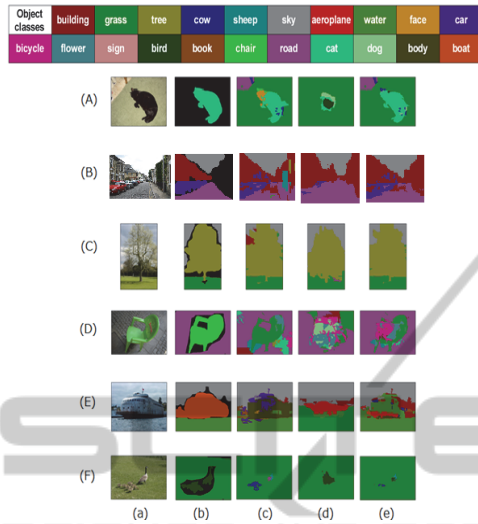 Object classes building grass tree cow sheep sky aeroplane water face car
bicycle flower sign bird book chair road cat dog body boat
(A)
(B)
(C)
(D)
(E)
(F)
(a) (b) (c) (d) (e)